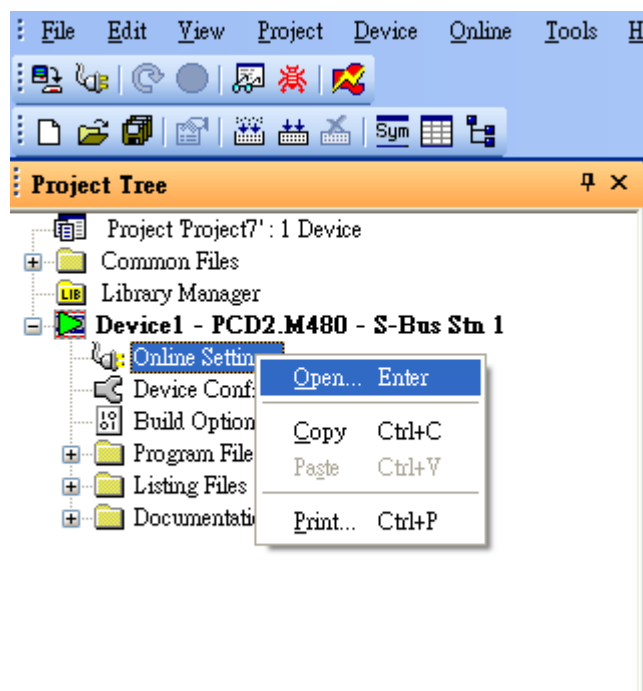 File Edit View Project Device Online Tools H
Sym
Project Tree
Project 'Project7': 1 Device
Common Files
LIB Library Manager
Device1 - PCD2.M480 - S-Bus Stn 1
Online Settin
Device Conf
Build Option
Program File
Listing Files
Documentati
Open... Enter
Copy Ctrl+C
Paste Ctrl+V
Print... Ctrl+P